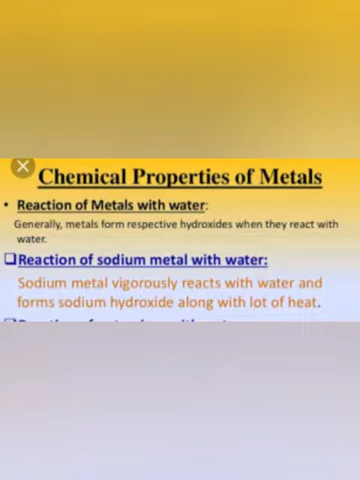 Chemical Properties of Metals
• Reaction of Metals with water:
Generally, metals form respective hydroxides when they react with
water.
❑Reaction of sodium metal with water:
Sodium metal vigorously reacts with water and
forms sodium hydroxide along with lot of heat.